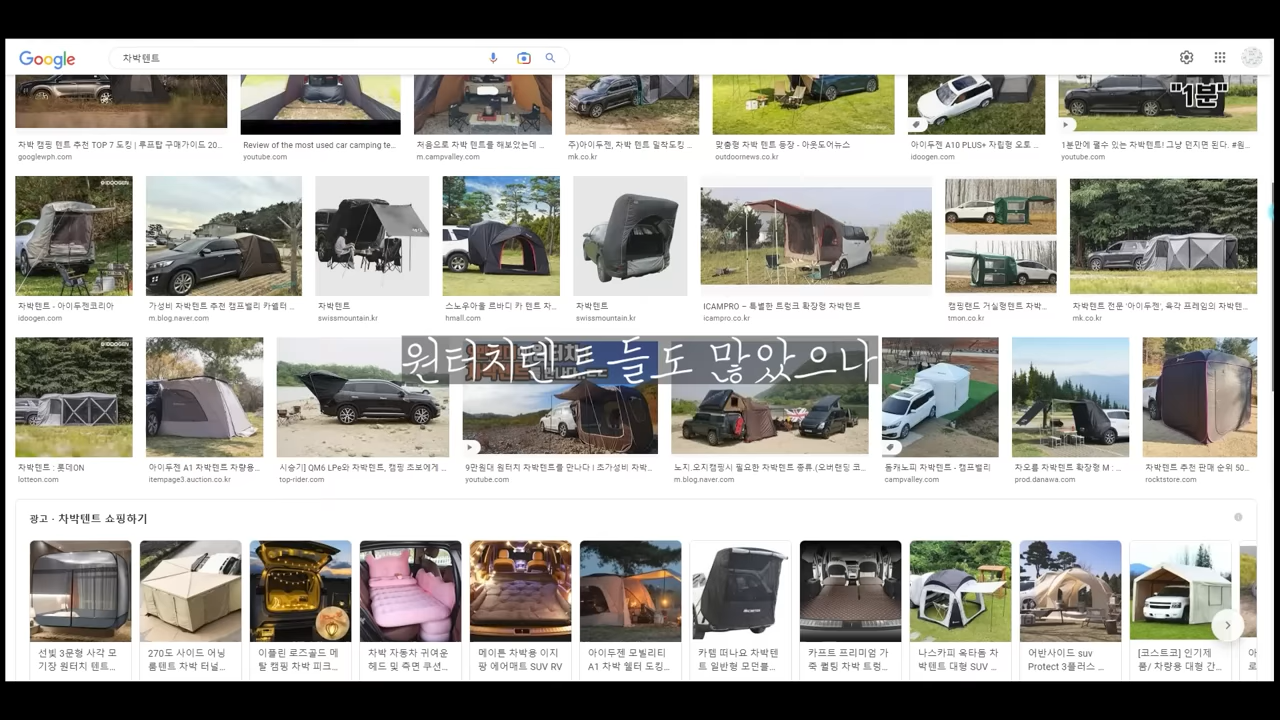 Google
차박텐트
"1분"
차박 캠핑 텐트 추천 TOP 7 도킹 | 루프탑 구매가이드 20...
googlewph.com
Review of the most used car camping te...
youtube.com
처음으로 차박 텐트를 해보았는데 ...
m.campvalley.com
주)아이두젠, 차박 텐트 밀착도킹 ...
mk.co.kr
맞춤형 차박 텐트 등장 - 아웃도어뉴스
outdoornews.co.kr
아이두젠 A10 PLUS+ 자립형 오토 ...
idoogen.com
1분만에 펼수 있는 차박텐트! 그냥 던지면 된다. #원...
youtube.com
IDOOGEN
차박텐트 - 아이두젠코리아
idoogen.com
가성비 차박텐트 추천 캠프밸리 카쉘터 ...
m.blog.naver.com
차박텐트
swissmountain.kr
스노우아울 르바디 카 텐트 차...
hmall.com
차박텐트
swissmountain.kr
ICAMPRO – 특별한 트렁크 확장형 차박텐트
icampro.co.kr
캠핑랜드 거실형텐트 차박...
tmon.co.kr
차박텐트 전문 '아이두젠', 육각 프레임의 차박텐...
mk.co.kr
원터치텐트들도 많았으나
IDOOGEN
차박텐트 : 롯데ON
lotteon.com
아이두젠 A1 차박텐트 차량용...
itempage3.auction.co.kr
시승기] QM6 LPe와 차박텐트, 캠핑 초보에게 ...
top-rider.com
9만원대 원터치 차박텐트를 만나다 I 초가성비 차박...
youtube.com
노지.오지캠핑시 필요한 차박텐트 종류.(오버랜딩 코...
m.blog.naver.com
돔캐노피 차박텐트 - 캠프밸리
campvalley.com
자오룡 차박텐트 확장형 M : ...
prod.danawa.com
차박텐트 추천 판매 순위 50...
rocktstore.com
광고 · 차박텐트 쇼핑하기
선빛 3문형 사각 모기장 원터치 텐트...
270도 사이드 어닝 룸텐트 차박 터널...
이플린 로즈골드 메탈 캠핑 차박 피크...
차박 자동차 귀여운 헤드 및 측면 쿠션...
메이튼 차박용 이지팡 에어매트 SUV RV
아이두젠 모빌리티 A1 차박 쉘터 도킹...
카템 떠나요 차박텐트 일반형 모던블...
카프트 프리미엄 가죽 퀼팅 차박 트렁...
나스카피 옥타돔 차박텐트 대형 SUV ...
어반사이드 suv Protect 3플러스 ...
[코스트코] 인기제품/ 차량용 대형 간...